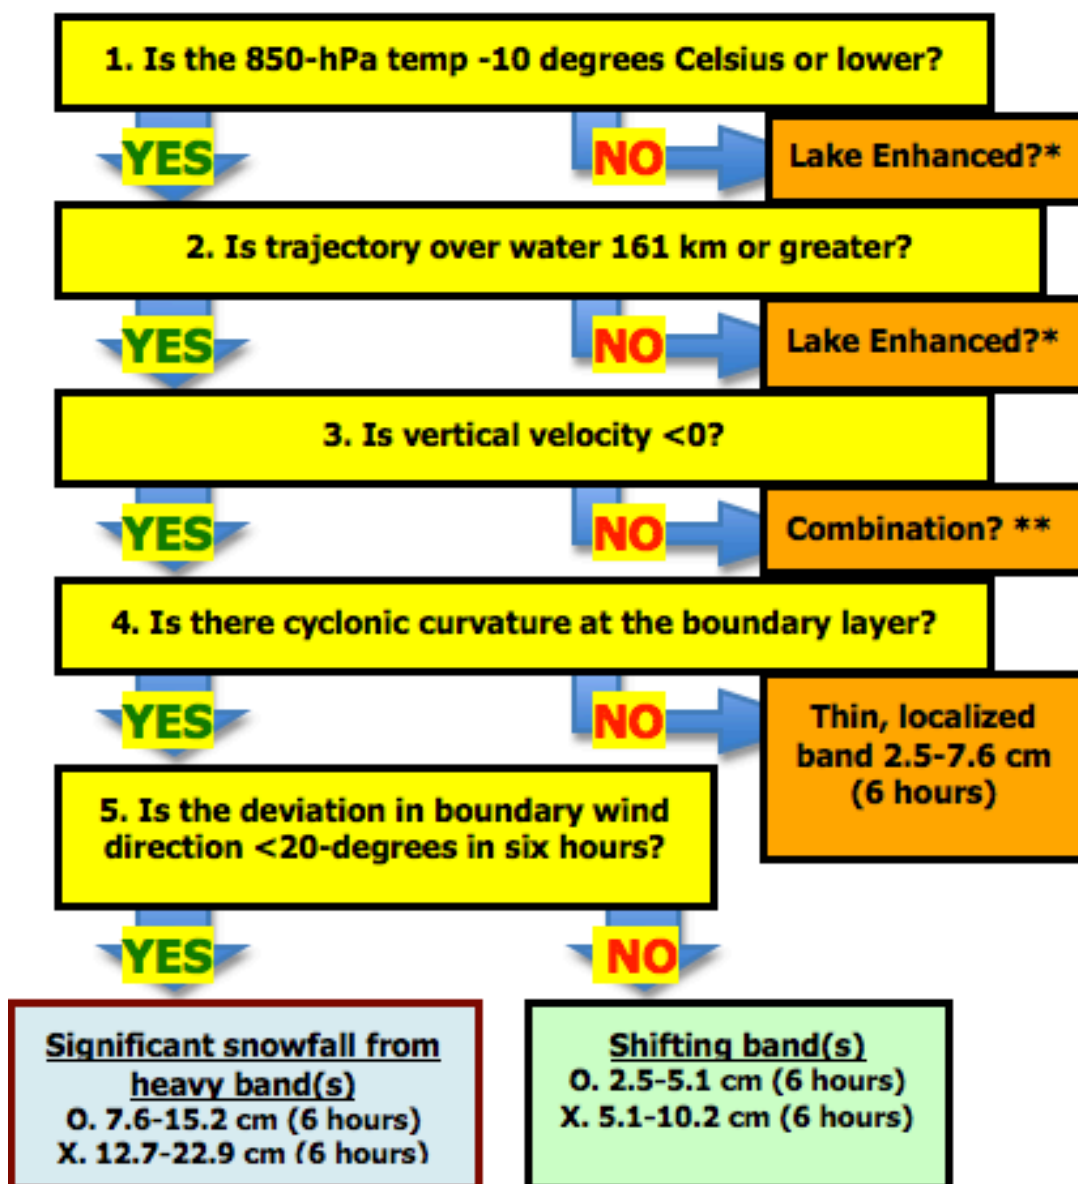 1. Is the 850-hPa temp -10 degrees Celsius or lower?
YES
NO
Lake Enhanced?*
2. Is trajectory over water 161 km or greater?
YES
NO
Lake Enhanced?*
3. Is vertical velocity <0?
YES
NO
Combination? **
4. Is there cyclonic curvature at the boundary layer?
YES
NO
Thin, localized
band 2.5-7.6 cm
(6 hours)
5. Is the deviation in boundary wind
direction <20-degrees in six hours?
YES
NO
Significant snowfall from
heavy band(s)
O. 7.6-15.2 cm (6 hours)
X. 12.7-22.9 cm (6 hours)
Shifting band(s)
O. 2.5-5.1 cm (6 hours)
X. 5.1-10.2 cm (6 hours)